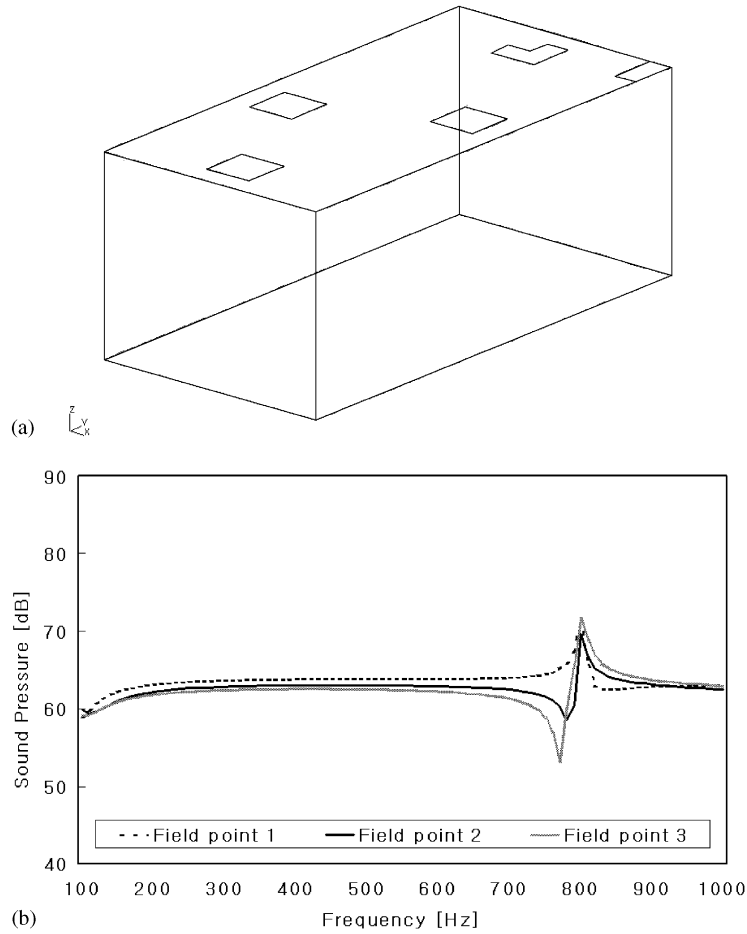 z
Y
X
(a)
90
80
70
60
50
40
Sound Pressure [dB]
Field point 1
Field point 2
Field point 3
100 200 300 400 500 600 700 800 900 1000
Frequency [Hz]
(b)